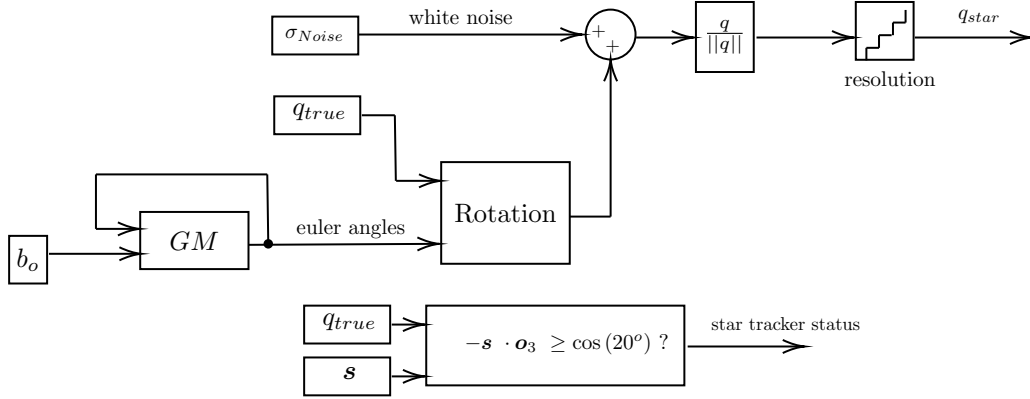 σ_Noise
white noise
+
+
q
||q||
q_star
resolution
q_true
Rotation
euler angles
GM
b_o
q_true
s
−s · o_3 ≥ cos (20^o) ?
star tracker status